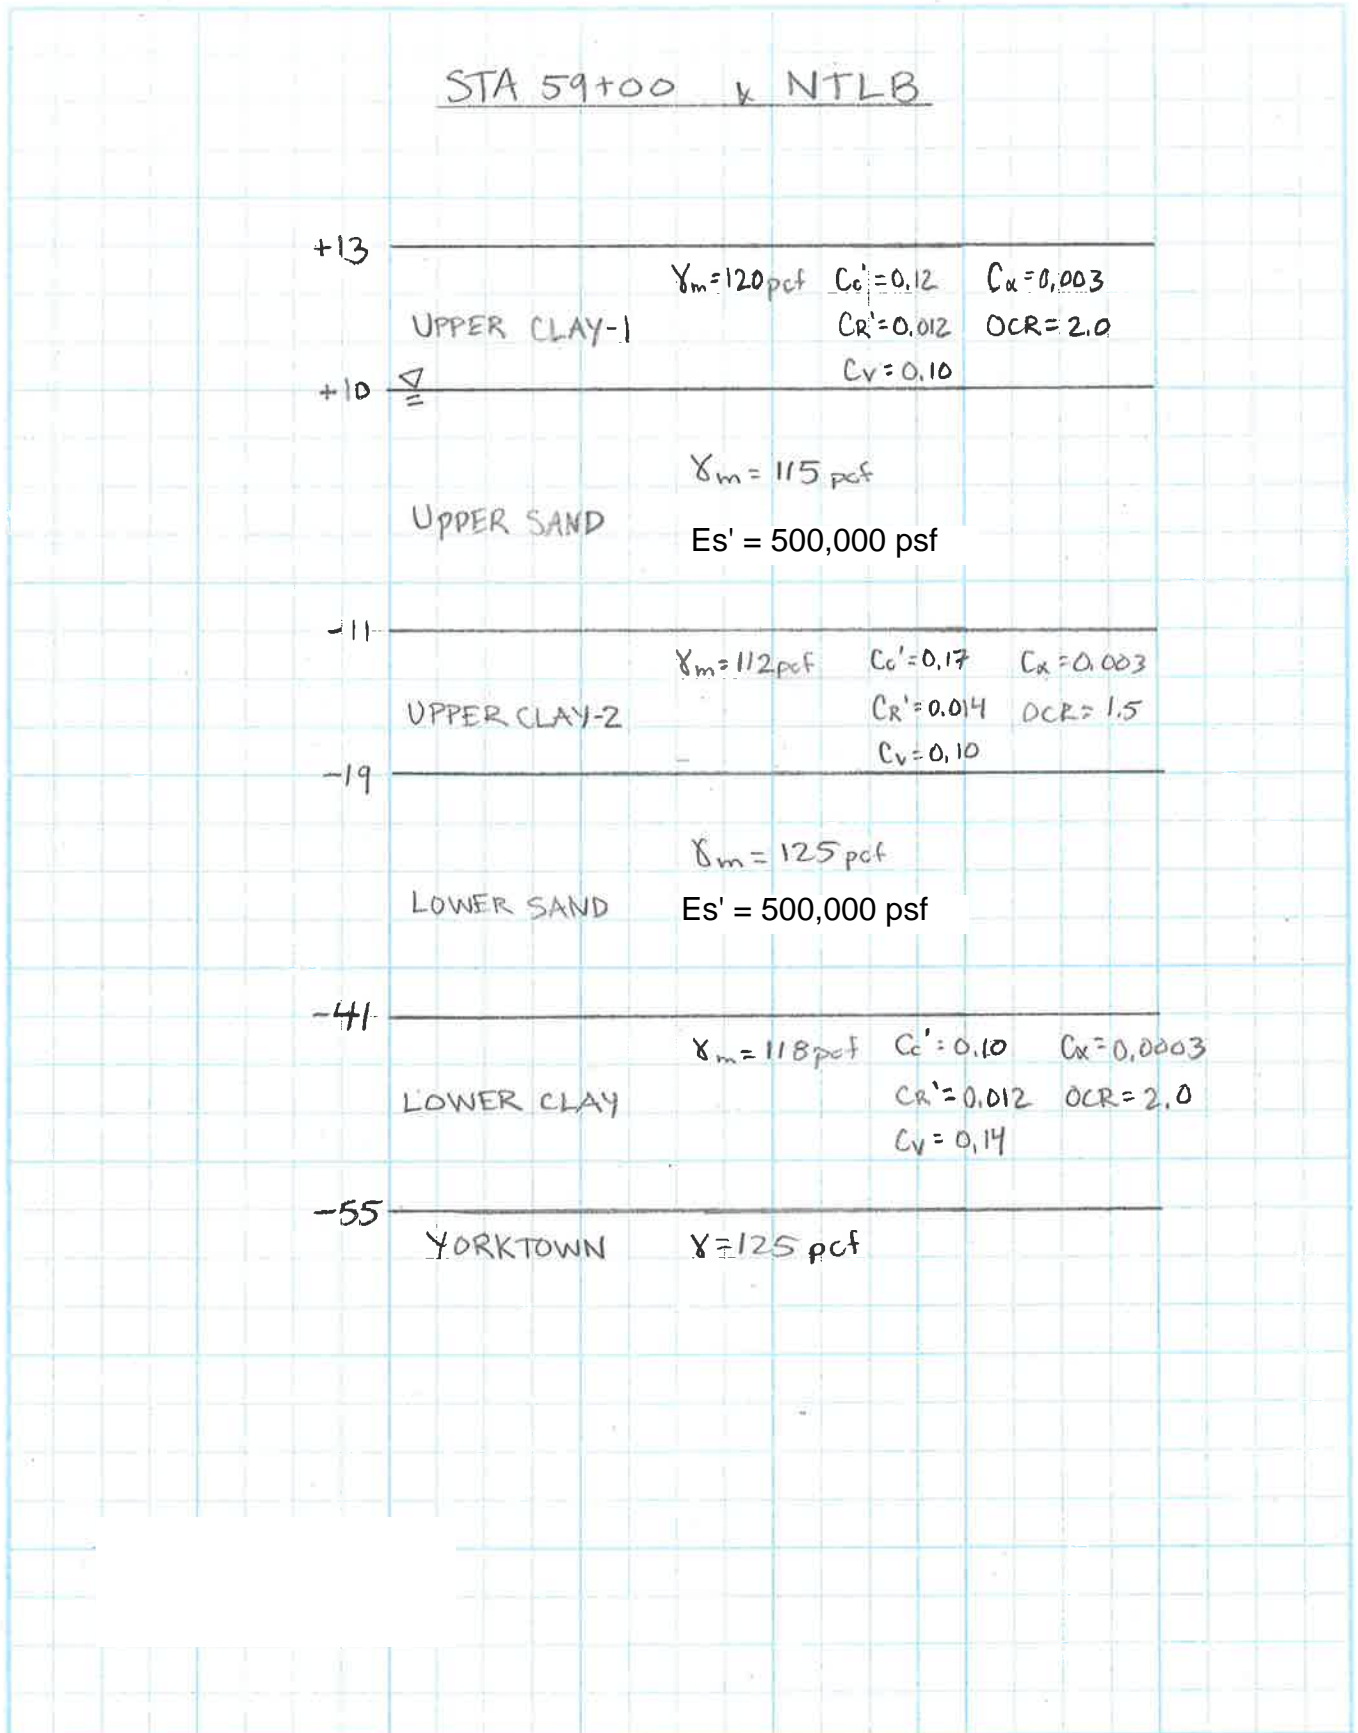 STA 59+00 & NTLB
+13
γm=120pcf Cc'=0.12 Cα=0.003
UPPER CLAY-1 CR'=0.012 OCR=2.0
Cv=0.10
+10
γm=115 pcf
UPPER SAND
Es' = 500,000 psf
-11
γm=112pcf Cc'=0.17 Cα=0.003
UPPER CLAY-2 CR'=0.014 OCR=1.5
Cv=0.10
-19
γm=125pcf
LOWER SAND Es' = 500,000 psf
-41
γm=118pcf Cc'=0.10 Cα=0.0003
LOWER CLAY CR'=0.012 OCR=2.0
Cv=0.14
-55
YORKTOWN γ=125 pcf